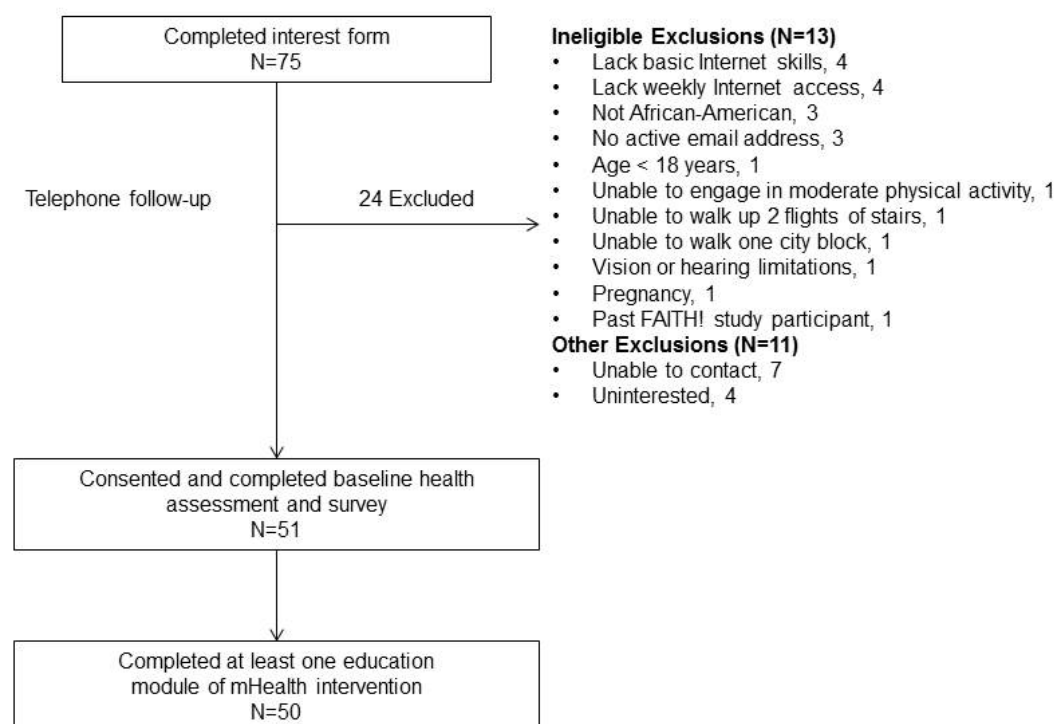 Completed interest form
N=75
Telephone follow-up
24 Excluded
Ineligible Exclusions (N=13)
• Lack basic Internet skills, 4
• Lack weekly Internet access, 4
• Not African-American, 3
• No active email address, 3
• Age < 18 years, 1
• Unable to engage in moderate physical activity, 1
• Unable to walk up 2 flights of stairs, 1
• Unable to walk one city block, 1
• Vision or hearing limitations, 1
• Pregnancy, 1
• Past FAITH! study participant, 1
Other Exclusions (N=11)
• Unable to contact, 7
• Uninterested, 4
Consented and completed baseline health
assessment and survey
N=51
Completed at least one education
module of mHealth intervention
N=50